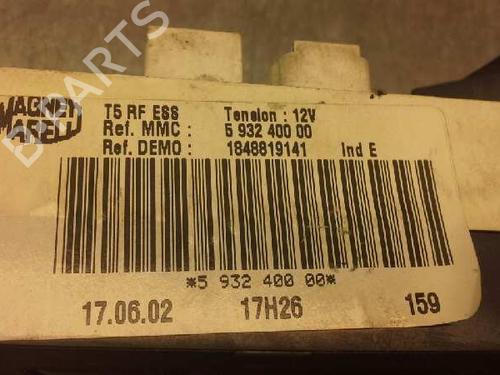 MAGNETI
MARELLI
T5 RF ESS Tension : 12V
Ref. MMC : 5 932 400 00
Ref. DEMO : 1848819141 Ind E
*5 932 400 00*
17.06.02 17H26 159
BPARTS